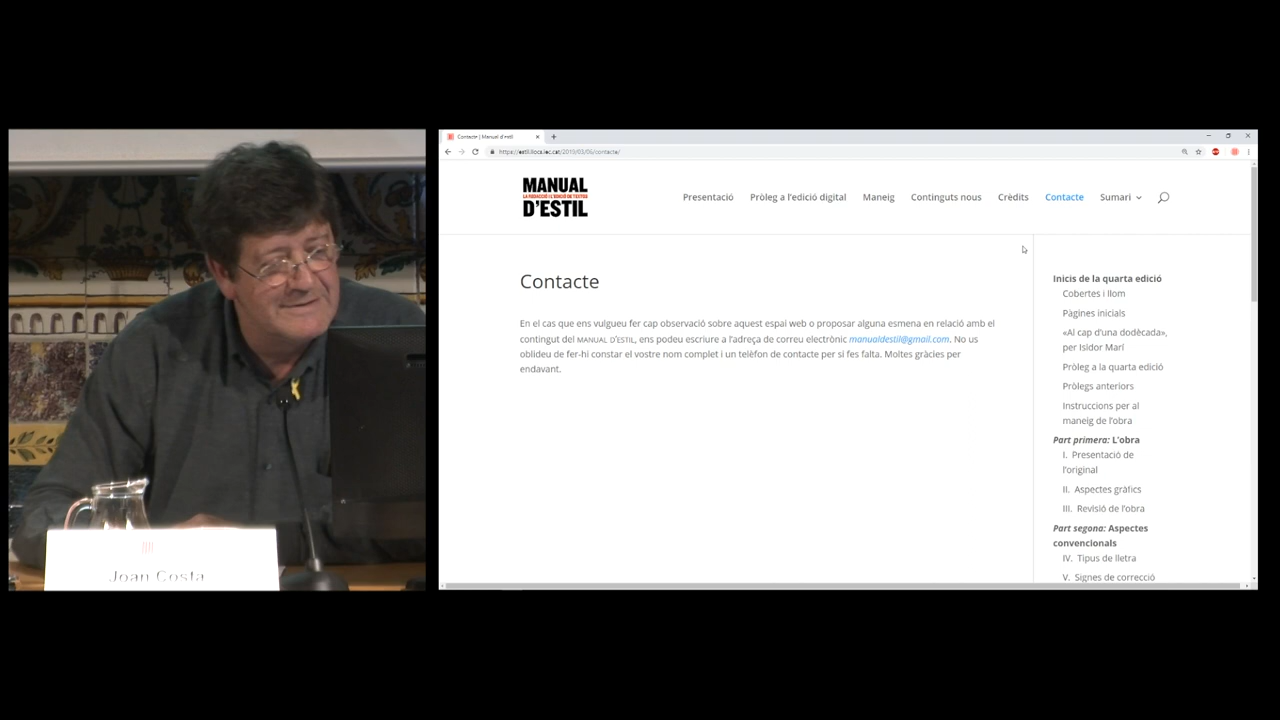 Joan Costa
Contacte | Manual d'estil
https://estil.llocs.iec.cat/2019/03/06/contacte/
MANUAL
LA REDACCIÓ I L'EDICIÓ DE TEXTOS
D'ESTIL
Presentació
Pròleg a l'edició digital
Maneig
Continguts nous
Crèdits
Contacte
Sumari
Contacte
En el cas que ens vulgueu fer cap observació sobre aquest espai web o proposar alguna esmena en relació amb el
contingut del MANUAL D'ESTIL, ens podeu escriure a l'adreça de correu electrònic manualdestil@gmail.com. No us
oblideu de fer-hi constar el vostre nom complet i un telèfon de contacte per si fes falta. Moltes gràcies per
endavant.
Inicis de la quarta edició
Cobertes i llom
Pàgines inicials
«Al cap d'una dotzena»,
per Isidor Marí
Pròleg a la quarta edició
Pròlegs anteriors
Instruccions per al
maneig de l'obra
Part primera: L'obra
I. Presentació de
l'original
II. Aspectes gràfics
III. Revisió de l'obra
Part segona: Aspectes
convencionals
IV. Tipus de lletra
V. Signes de correcció